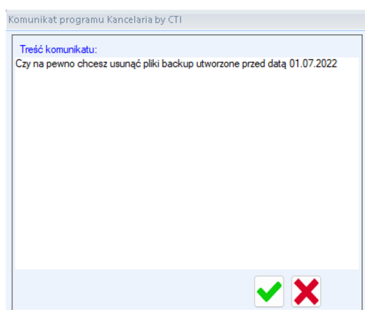 Komunikat programu Kancelaria by CTI
Treść komunikatu:
Czy na pewno chcesz usunąć pliki backup utworzone przed datą 01.07.2022